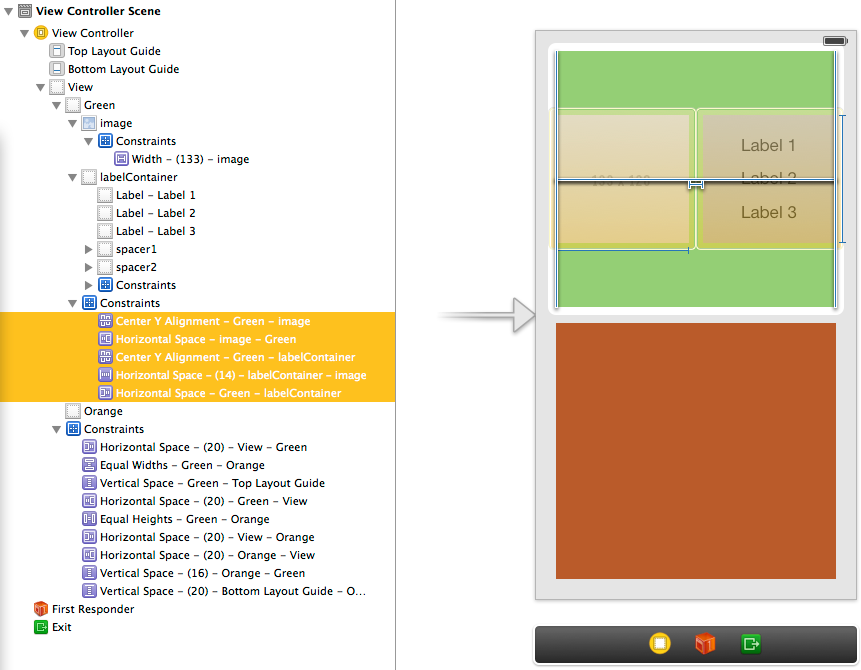 View Controller Scene
View Controller
Top Layout Guide
Bottom Layout Guide
View
Green
image
Constraints
Width - (133) - image
labelContainer
Label - Label 1
Label - Label 2
Label - Label 3
spacer1
spacer2
Constraints
Constraints
Center Y Alignment - Green - image
Horizontal Space - image - Green
Center Y Alignment - Green - labelContainer
Horizontal Space - (14) - labelContainer - image
Horizontal Space - Green - labelContainer
Orange
Constraints
Horizontal Space - (20) - View - Green
Equal Widths - Green - Orange
Vertical Space - Green - Top Layout Guide
Horizontal Space - (20) - Green - View
Equal Heights - Green - Orange
Horizontal Space - (20) - View - Orange
Horizontal Space - (20) - Orange - View
Vertical Space - (16) - Orange - Green
Vertical Space - (20) - Bottom Layout Guide - O...
First Responder
Exit
Label 1
Label 2
Label 3